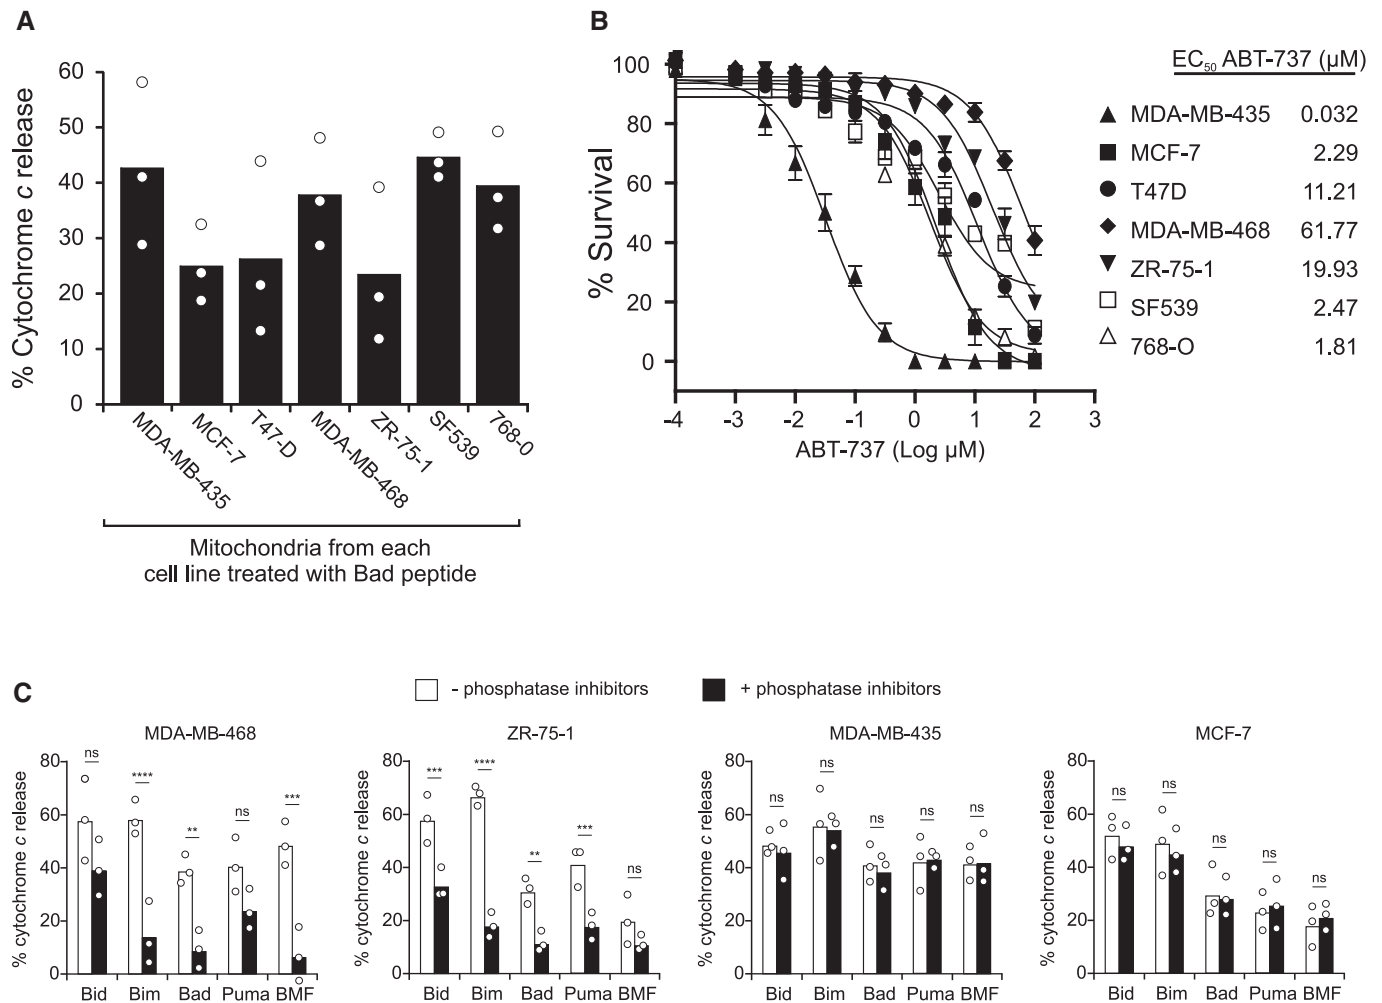 A
% Cytochrome c release
60
50
40
30
20
10
0
MDA-MB-435
MCF-7
T47-D
MDA-MB-468
ZR-75-1
SF539
768-0
Mitochondria from each
cell line treated with Bad peptide
B
% Survival
100
80
60
40
20
0
-4 -3 -2 -1 0 1 2 3
ABT-737 (Log µM)
EC50 ABT-737 (µM)
MDA-MB-435 0.032
MCF-7 2.29
T47D 11.21
MDA-MB-468 61.77
ZR-75-1 19.93
SF539 2.47
768-O 1.81
C
- phosphatase inhibitors
+ phosphatase inhibitors
MDA-MB-468
% cytochrome c release
80
60
40
20
0
ns **** ** ns ***
Bid Bim Bad Puma BMF
ZR-75-1
% cytochrome c release
80
60
40
20
0
*** **** ** *** ns
Bid Bim Bad Puma BMF
MDA-MB-435
% cytochrome c release
80
60
40
20
0
ns ns ns ns ns
Bid Bim Bad Puma BMF
MCF-7
% cytochrome c release
80
60
40
20
0
ns ns ns ns ns
Bid Bim Bad Puma BMF